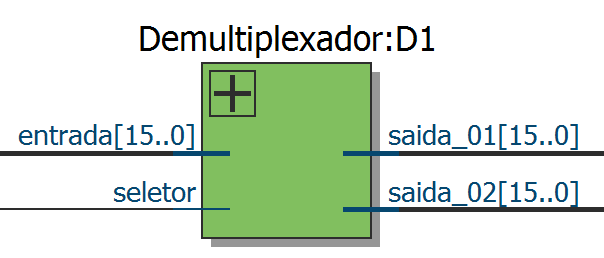 Demultiplexador:D1
entrada[15..0]
saida_01[15..0]
seletor
saida_02[15..0]